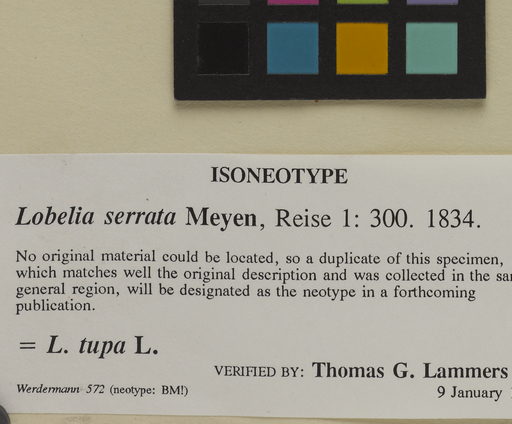 ISONEOTYPE
Lobelia serrata Meyen, Reise 1: 300. 1834.
No original material could be located, so a duplicate of this specimen,
which matches well the original description and was collected in the
general region, will be designated as the neotype in a forthcoming
publication.
= L. tupa L.
VERIFIED BY: Thomas G. Lammers
Werdermann 572 (neotype: BM!)
9 January